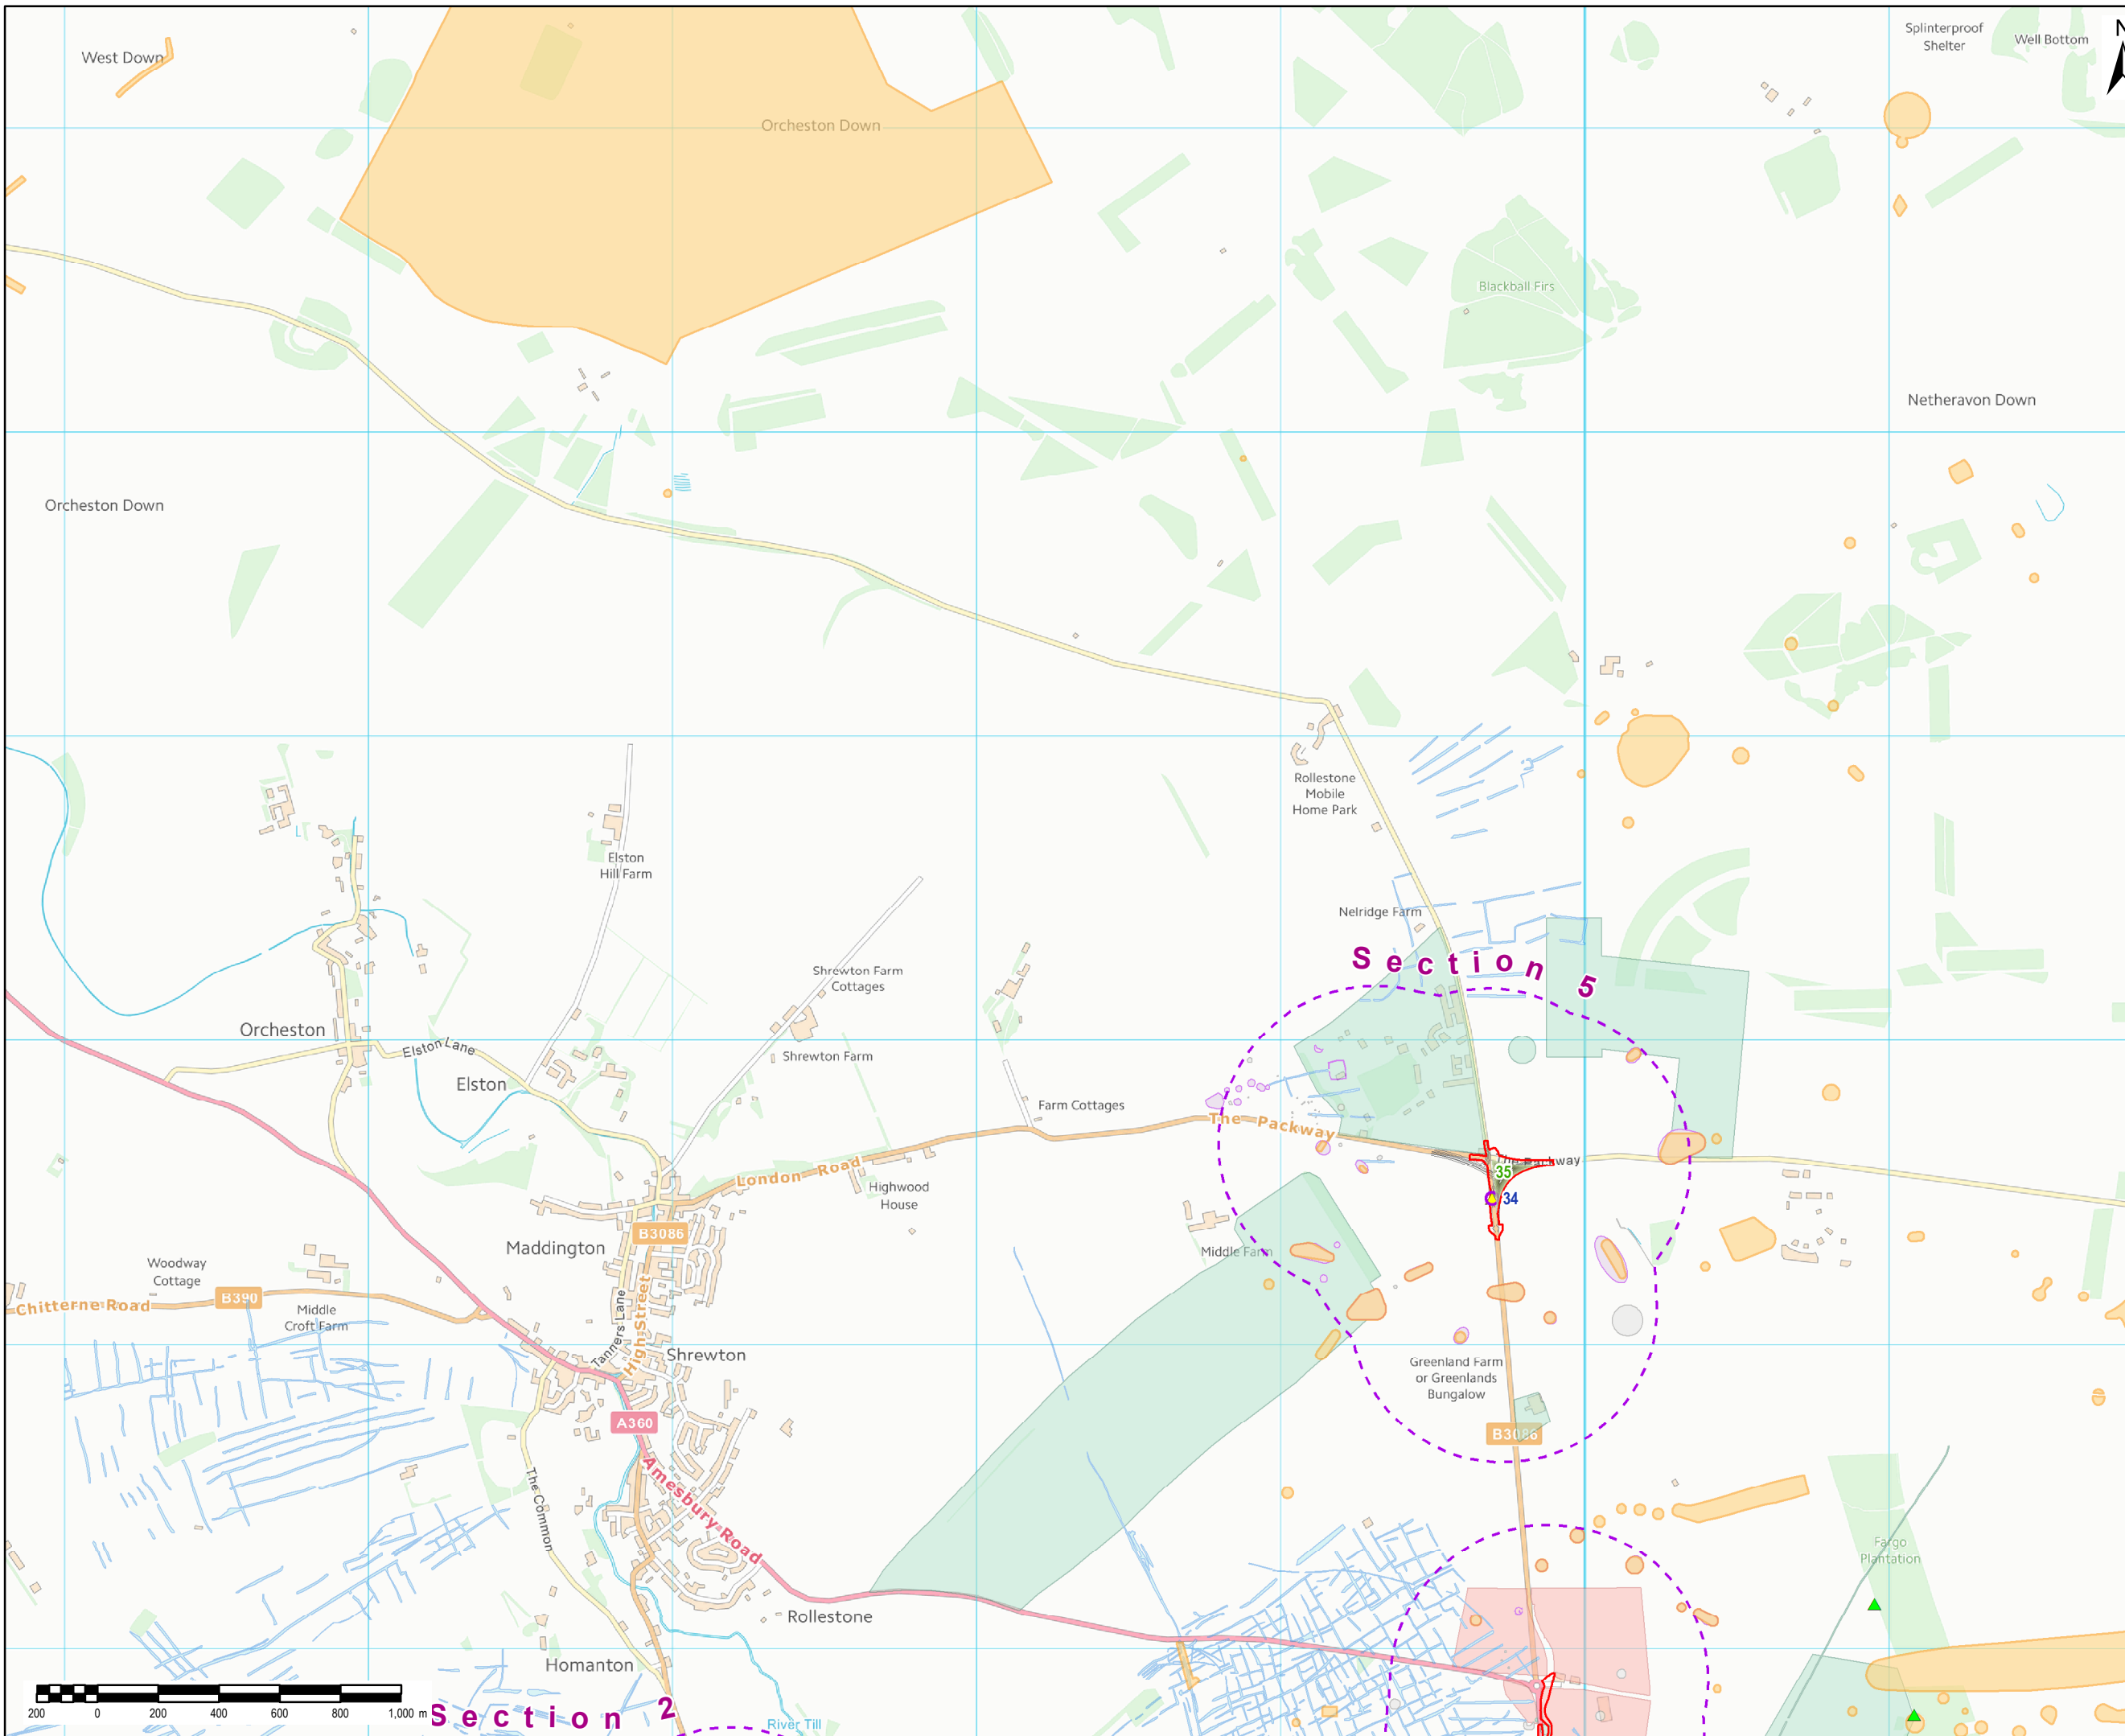 West Down
Splinterproof
Shelter
Well Bottom
N
Orcheston Down
Blackball Firs
Netheravon Down
Orcheston Down
Rollestone
Mobile
Home Park
Elston
Hill Farm
Nelridge Farm
Section 5
Shrewton Farm
Cottages
Orcheston
Elston Lane
Shrewton Farm
Elston
Farm Cottages
The Packway
The Packway
35
34
London Road
Highwood
House
B3086
Maddington
Middle Farm
Woodway
Cottage
B390
Chitterne Road
Middle
Croft Farm
Tanners Lane
High Street
Shrewton
Greenland Farm
or Greenlands
Bungalow
A360
B3086
Amesbury Road
The Common
Fargo
Plantation
Rollestone
Homanton
Section 2
River Till
200 0 200 400 600 800 1,000 m